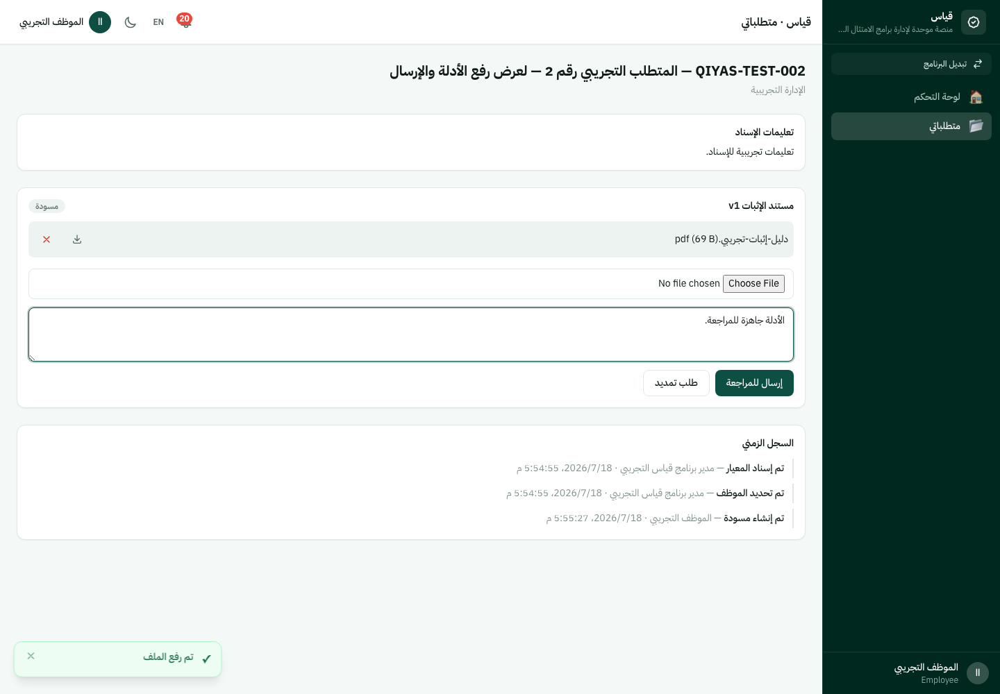 قياس
منصة موحدة لإدارة برامج الامتثال الـ...
تبديل البرنامج
لوحة التحكم
متطلباتي
الموظف التجريبي
Employee
اا
قياس · متطلباتي
20
EN
اا
الموظف التجريبي
QIYAS-TEST-002 — المتطلب التجريبي رقم 2 — لعرض رفع الأدلة والإرسال
الإدارة التجريبية
تعليمات الإسناد
تعليمات تجريبية للإسناد.
مستند الإثبات v1
مسودة
دليل-إثبات-تجريبي.pdf (69 B)
Choose File No file chosen
الأدلة جاهزة للمراجعة.
إرسال للمراجعة
طلب تمديد
السجل الزمني
تم إسناد المعيار — مدير برنامج قياس التجريبي · 2026/7/18، 5:54:55 م
تم تحديد الموظف — مدير برنامج قياس التجريبي · 2026/7/18، 5:54:55 م
تم إنشاء مسودة — الموظف التجريبي · 2026/7/18، 5:55:27 م
تم رفع الملف